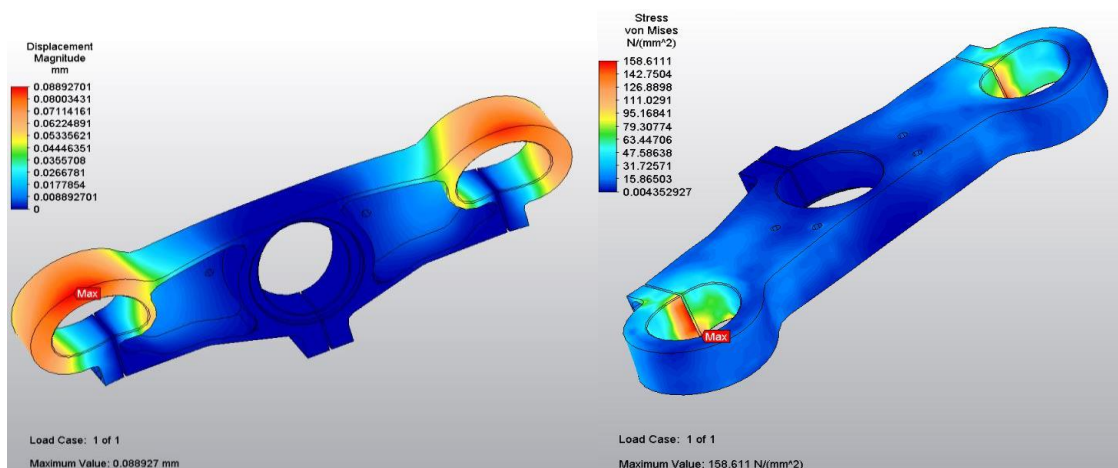 Displacement
Magnitude
mm
0.08892701
0.08003431
0.07114161
0.06224891
0.05335621
0.04446351
0.0355708
0.0266781
0.0177854
0.008892701
0
Max
Load Case: 1 of 1
Maximum Value: 0.088927 mm
Stress
von Mises
N/(mm^2)
158.6111
142.7504
126.8898
111.0291
95.16841
79.30774
63.44706
47.58638
31.72571
15.86503
0.004352927
Max
Load Case: 1 of 1
Maximum Value: 158.611 N/(mm^2)